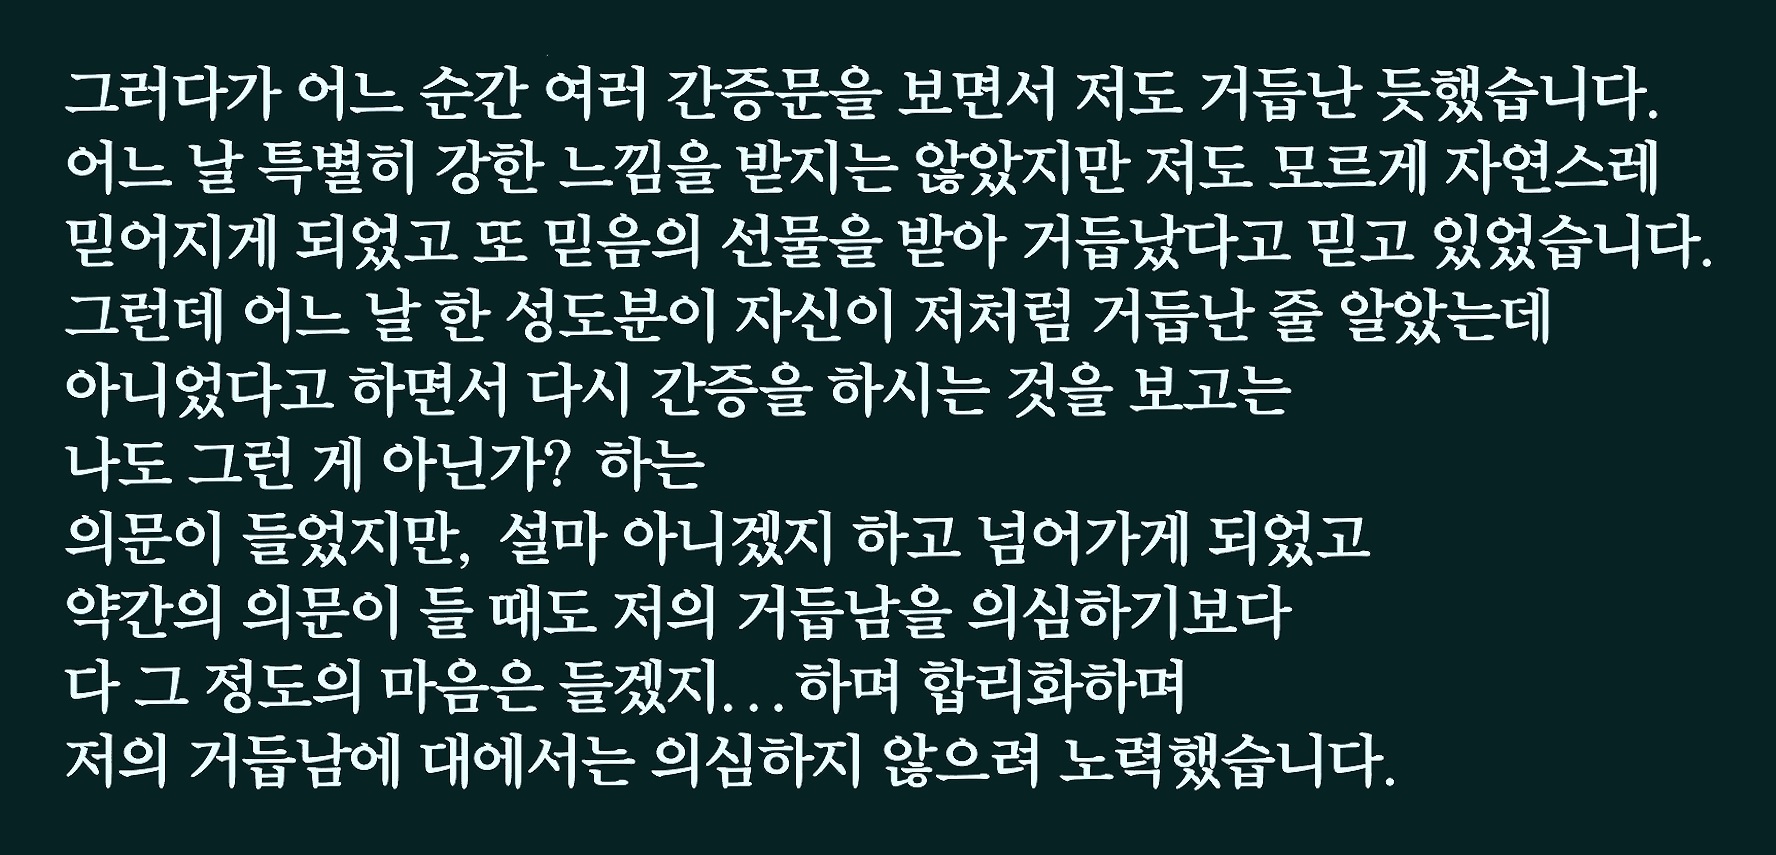 그러다가 어느 순간 여러 간증문을 보면서 저도 거듭난 듯했습니다.
어느 날 특별히 강한 느낌을 받지는 않았지만 저도 모르게 자연스레
믿어지게 되었고 또 믿음의 선물을 받아 거듭났다고 믿고 있었습니다.
그런데 어느 날 한 성도분이 자신이 저처럼 거듭난 줄 알았는데
아니었다고 하면서 다시 간증을 하시는 것을 보고는
나도 그런 게 아닌가? 하는
의문이 들었지만, 설마 아니겠지 하고 넘어가게 되었고
약간의 의문이 들 때도 저의 거듭남을 의심하기보다
다 그 정도의 마음은 들겠지... 하며 합리화하며
저의 거듭남에 대에서는 의심하지 않으려 노력했습니다.